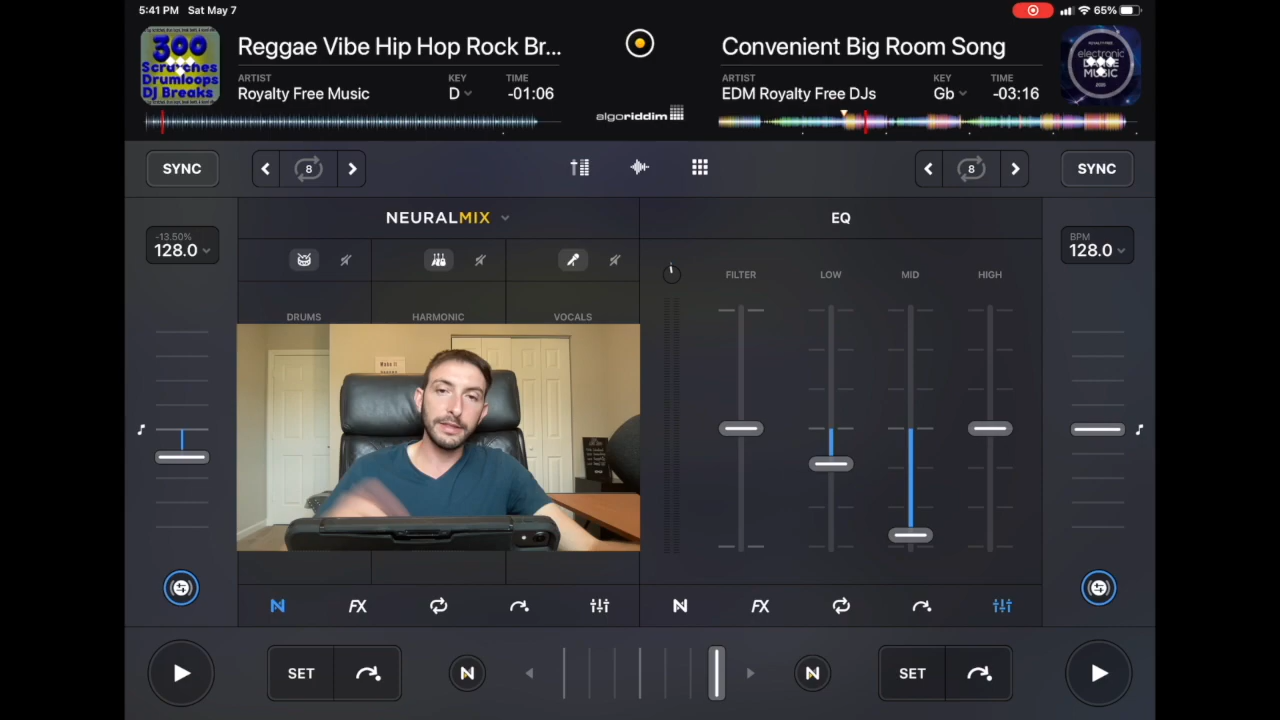 5:41 PM Sat May 7
65%
300
Scratches
Drumloops
DJ Breaks
Reggae Vibe Hip Hop Rock Br...
ARTIST KEY TIME
Royalty Free Music D -01:06
algoriddim
Convenient Big Room Song
ARTIST KEY TIME
EDM Royalty Free DJs Gb -03:16
electronic
DANCE
MUSIC
SYNC
8
8
SYNC
-13.50%
128.0
NEURALMIX
DRUMS HARMONIC VOCALS
EQ
FILTER LOW MID HIGH
BPM
128.0
Make it
FX
FX
SET
N
N
SET